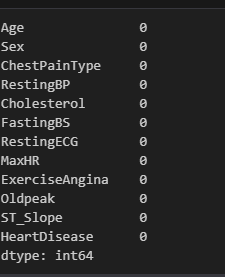 Age 0
Sex 0
ChestPainType 0
RestingBP 0
Cholesterol 0
FastingBS 0
RestingECG 0
MaxHR 0
ExerciseAngina 0
Oldpeak 0
ST_Slope 0
HeartDisease 0
dtype: int64